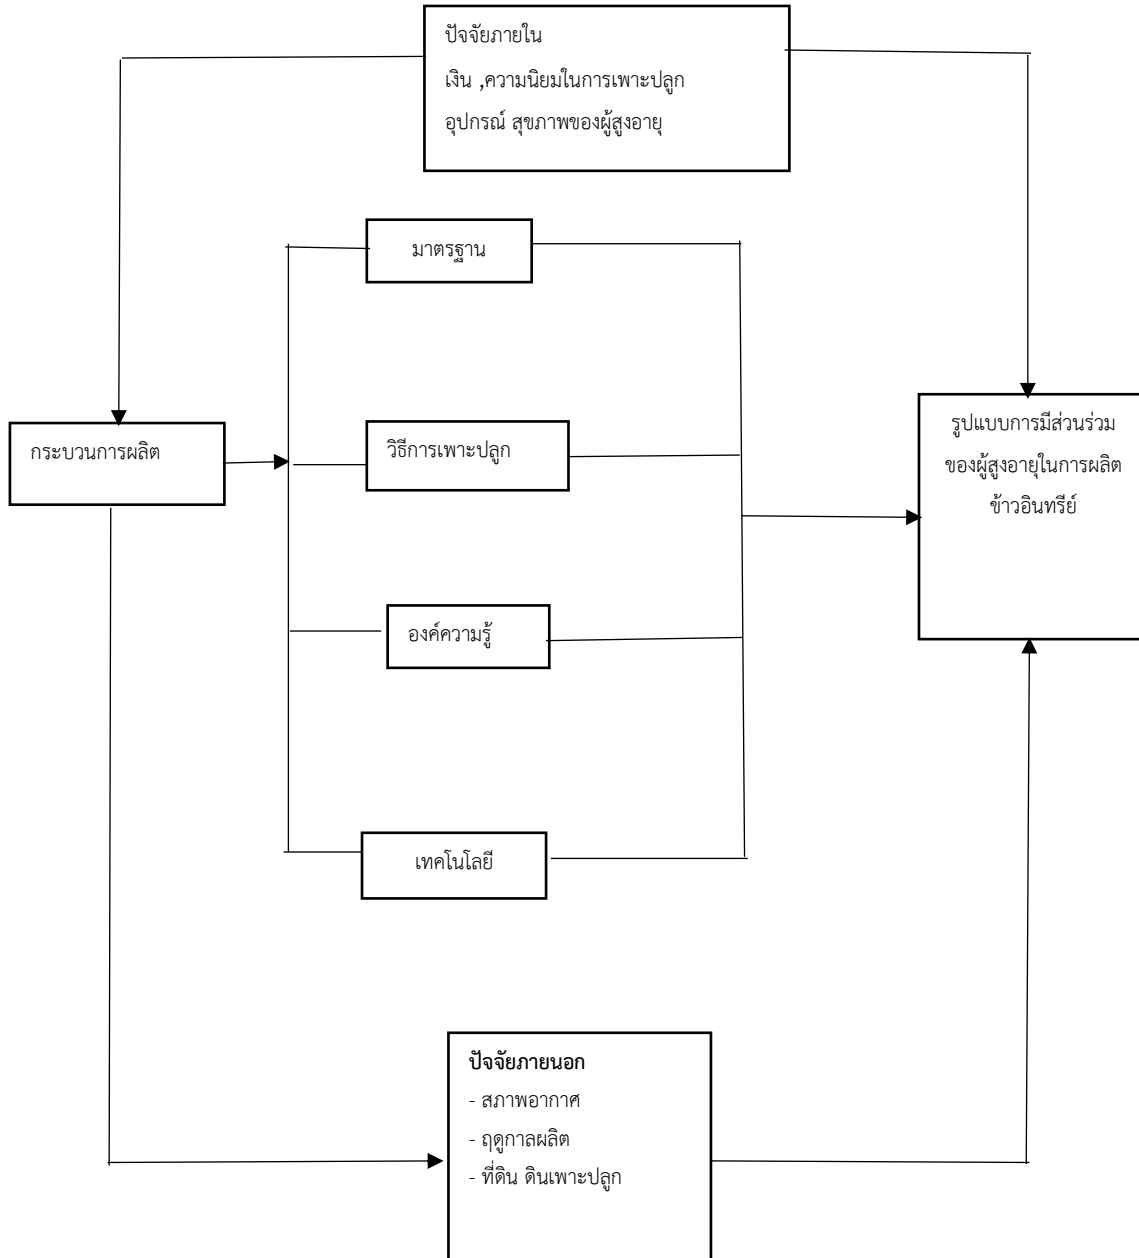 ปัจจัยภายใน
เงิน ,ความนิยมในการเพาะปลูก
อุปกรณ์ สุขภาพของผู้สูงอายุ
มาตรฐาน
กระบวนการผลิต
วิธีการเพาะปลูก
รูปแบบการมีส่วนร่วม
ของผู้สูงอายุในการผลิต
ข้าวอินทรีย์
องค์ความรู้
เทคโนโลยี
ปัจจัยภายนอก
- สภาพอากาศ
- ฤดูกาลผลิต
- ที่ดิน ดินเพาะปลูก